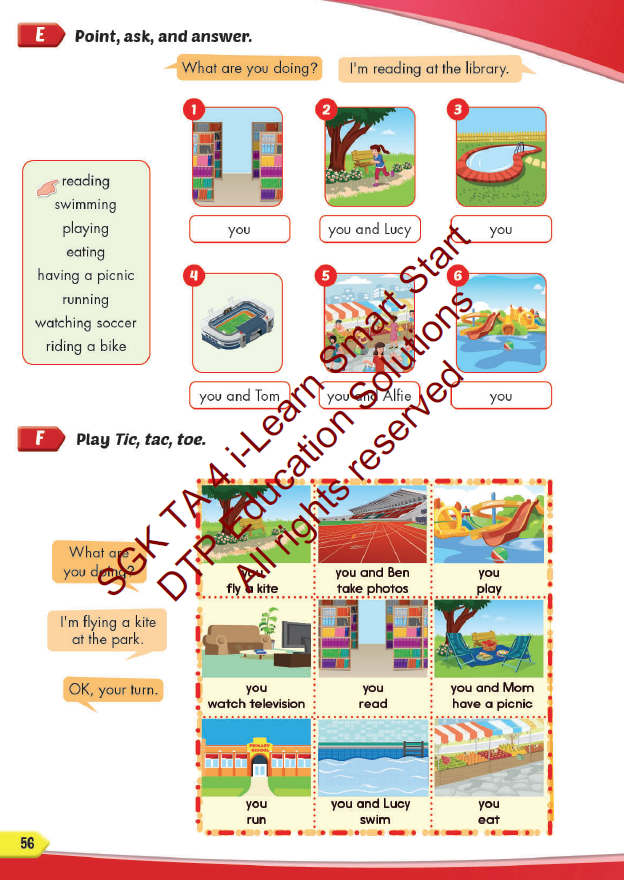 E Point, ask, and answer.
What are you doing?
I'm reading at the library.
reading
swimming
playing
eating
having a picnic
running
watching soccer
riding a bike
1
2
3
you
you and Lucy
you
4
5
6
you and Tom
you and Alfie
you
SGK TA 4 i-Learn Smart Start
DTP Education Solutions
All rights reserved
F Play Tic, tac, toe.
What are
you doing?
I'm flying a kite
at the park.
OK, your turn.
you
fly a kite
you and Ben
take photos
you
play
you
watch television
you
read
you and Mom
have a picnic
PRIMARY
SCHOOL
you
run
you and Lucy
swim
you
eat
56